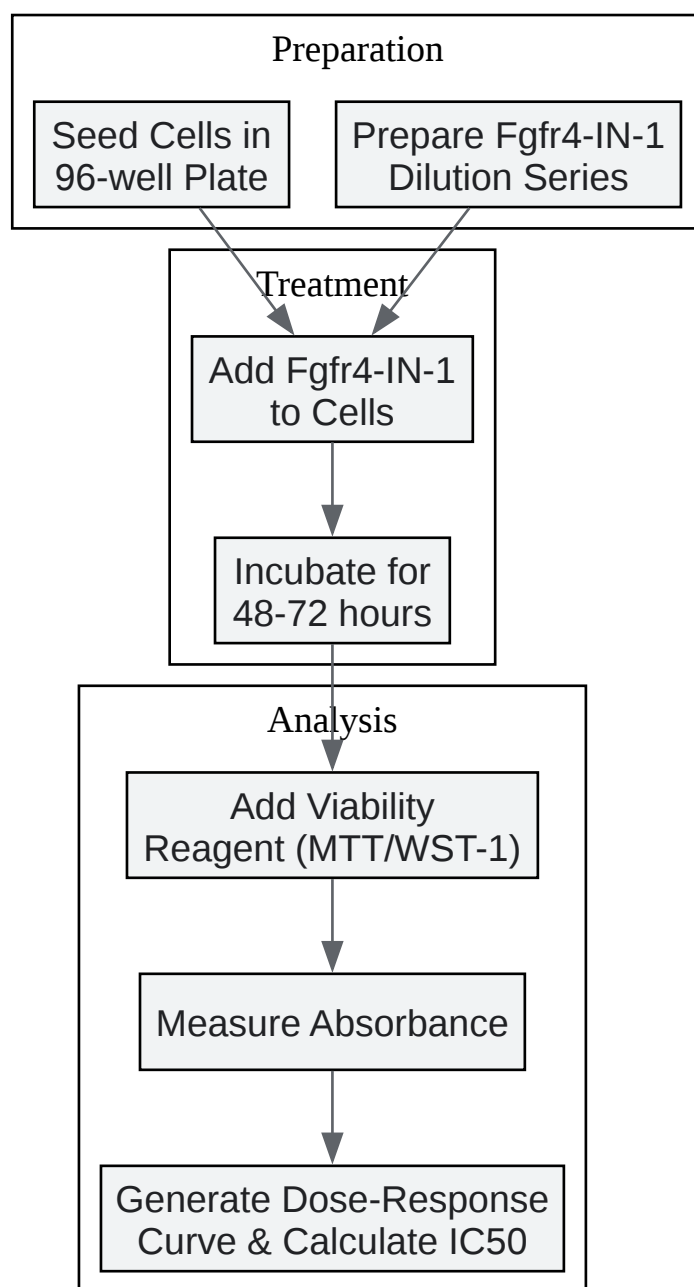 Preparation
Seed Cells in
96-well Plate
Prepare Fgfr4-IN-1
Dilution Series
Treatment
Add Fgfr4-IN-1
to Cells
Incubate for
48-72 hours
Analysis
Add Viability
Reagent (MTT/WST-1)
Measure Absorbance
Generate Dose-Response
Curve & Calculate IC50